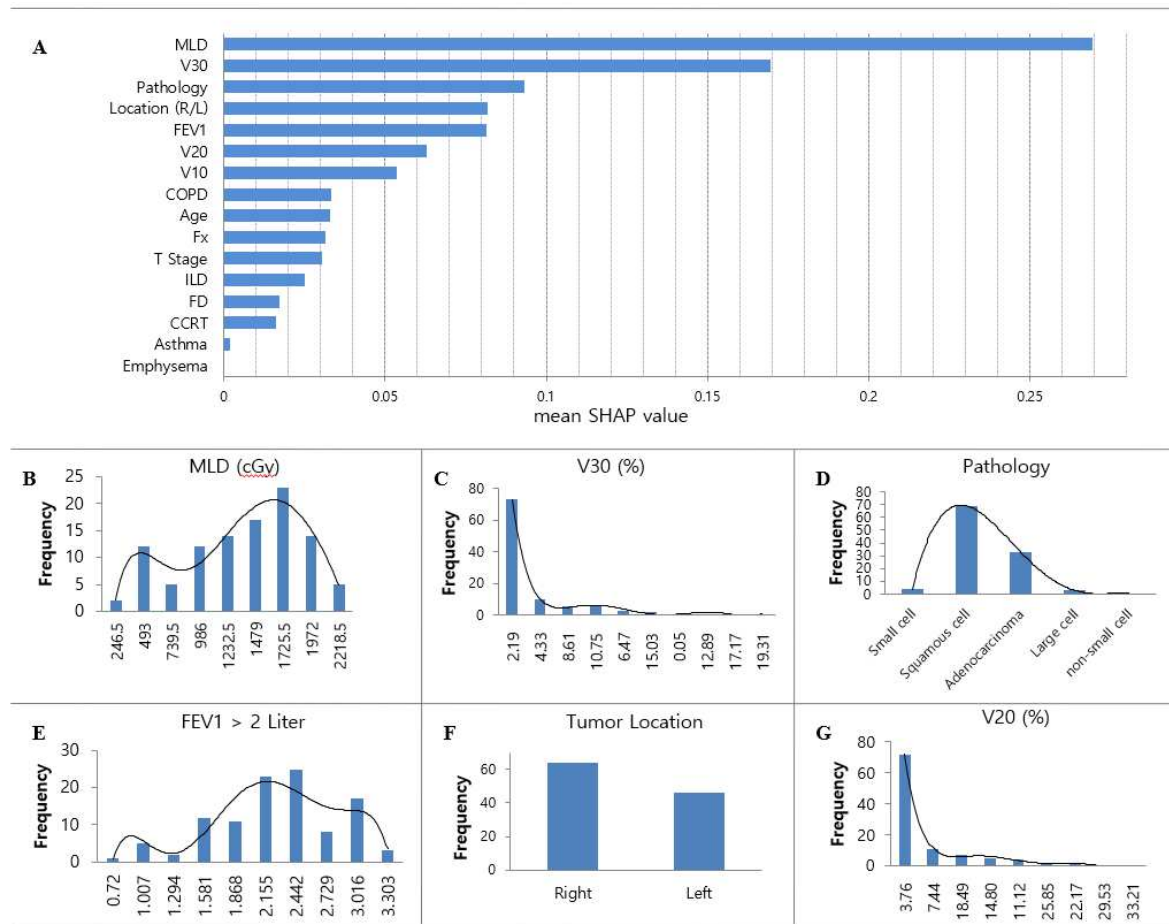 A
MLD
V30
Pathology
Location (R/L)
FEV1
V20
V10
COPD
Age
Fx
T Stage
ILD
FD
CCRT
Asthma
Emphysema
0 0.05 0.1 0.15 0.2 0.25
mean SHAP value
B
MLD (cGy)
Frequency
25
20
15
10
5
0
246.5 493 739.5 986 1232.5 1479 1725.5 1972 2218.5
C
V30 (%)
Frequency
80
60
40
20
0
2.19 4.33 8.61 10.75 6.47 15.03 0.05 12.89 17.17 19.31
D
Pathology
Frequency
80
70
60
50
40
30
20
10
0
Small cell Squamous cell Adenocarcinoma Large cell non-small cell
E
FEV1 > 2 Liter
Frequency
30
20
10
0
0.72 1.007 1.294 1.581 1.868 2.155 2.442 2.729 3.016 3.303
F
Tumor Location
Frequency
60
40
20
0
Right Left
G
V20 (%)
Frequency
80
60
40
20
0
3.76 7.44 18.49 14.80 11.12 25.85 22.17 29.53 33.21